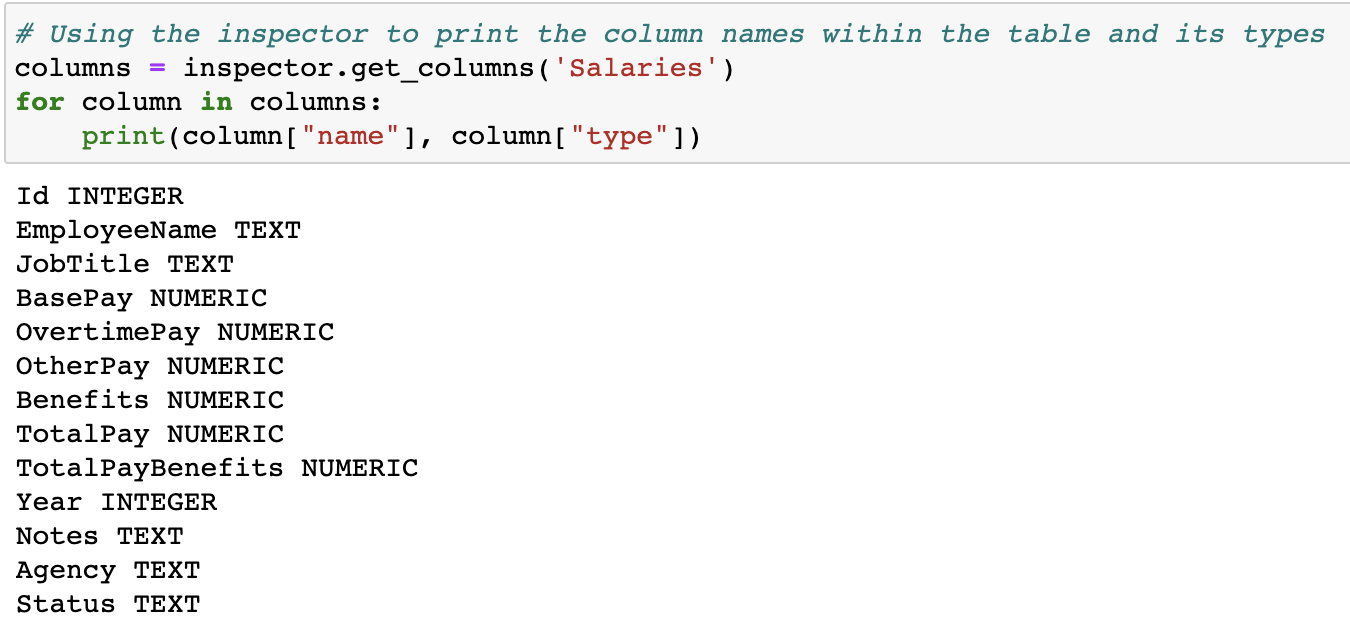 # Using the inspector to print the column names within the table and its types
columns = inspector.get_columns('Salaries')
for column in columns:
    print(column["name"], column["type"])
Id INTEGER
EmployeeName TEXT
JobTitle TEXT
BasePay NUMERIC
OvertimePay NUMERIC
OtherPay NUMERIC
Benefits NUMERIC
TotalPay NUMERIC
TotalPayBenefits NUMERIC
Year INTEGER
Notes TEXT
Agency TEXT
Status TEXT